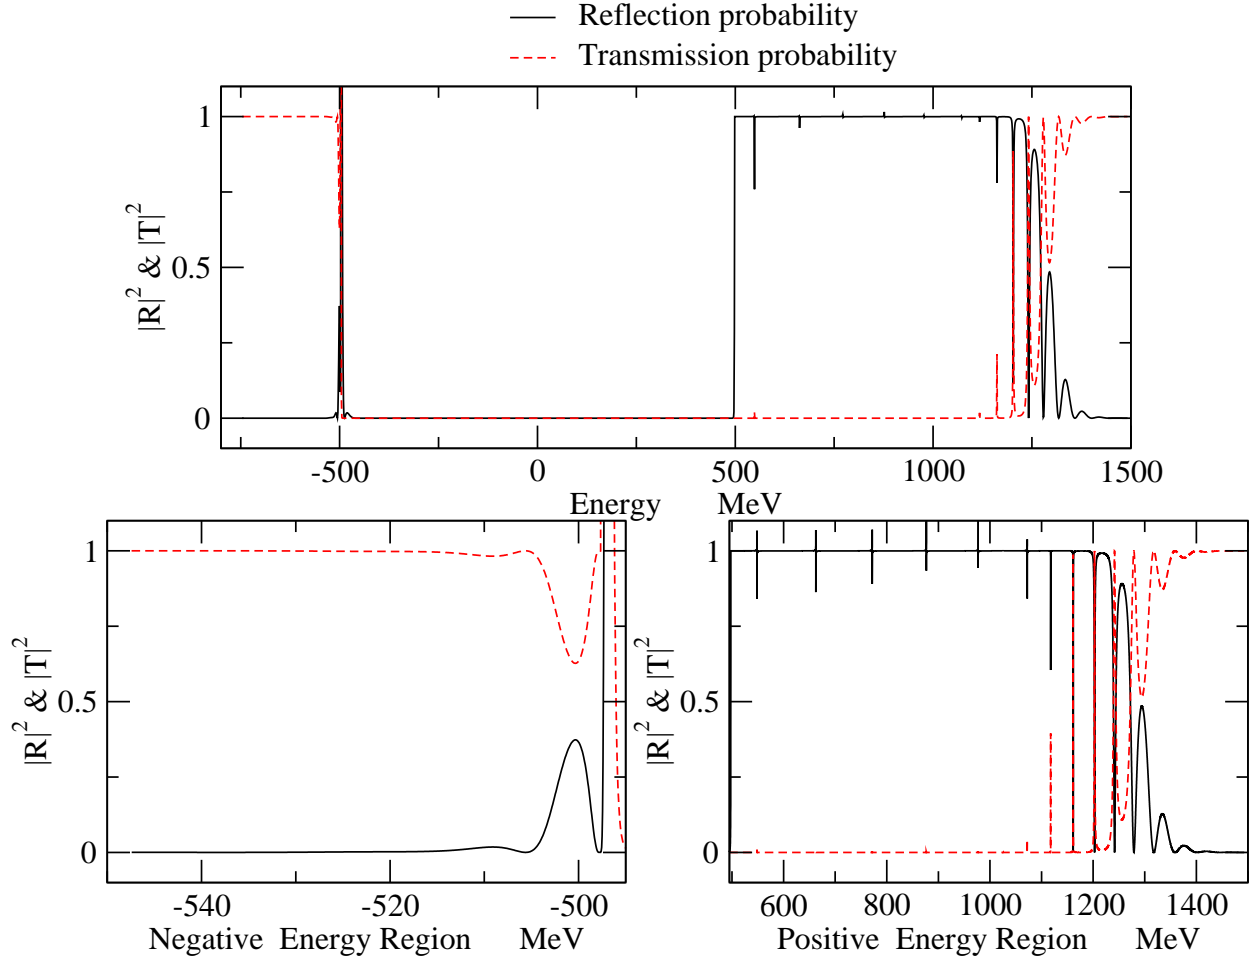 Reflection probability
Transmission probability
|R|^2 & |T|^2
1
0.5
0
-500 0 500 1000 1500
Energy MeV
|R|^2 & |T|^2
1
0.5
0
-540 -520 -500
Negative Energy Region MeV
|R|^2 & |T|^2
1
0.5
0
600 800 1000 1200 1400
Positive Energy Region MeV